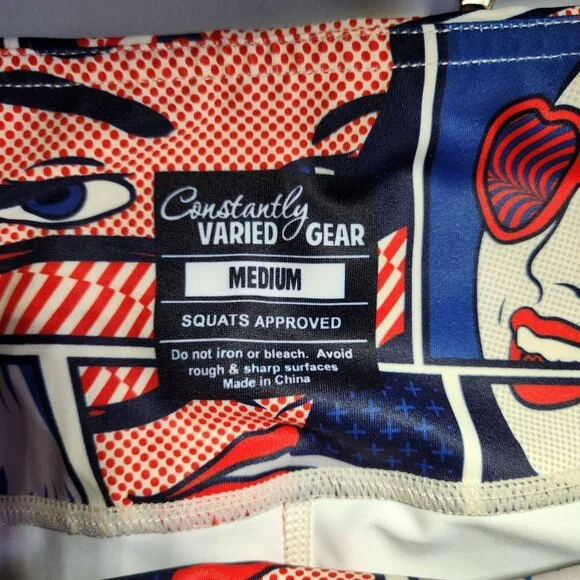 Constantly
VARIED GEAR
MEDIUM
SQUATS APPROVED
Do not iron or bleach. Avoid
rough & sharp surfaces
Made in China